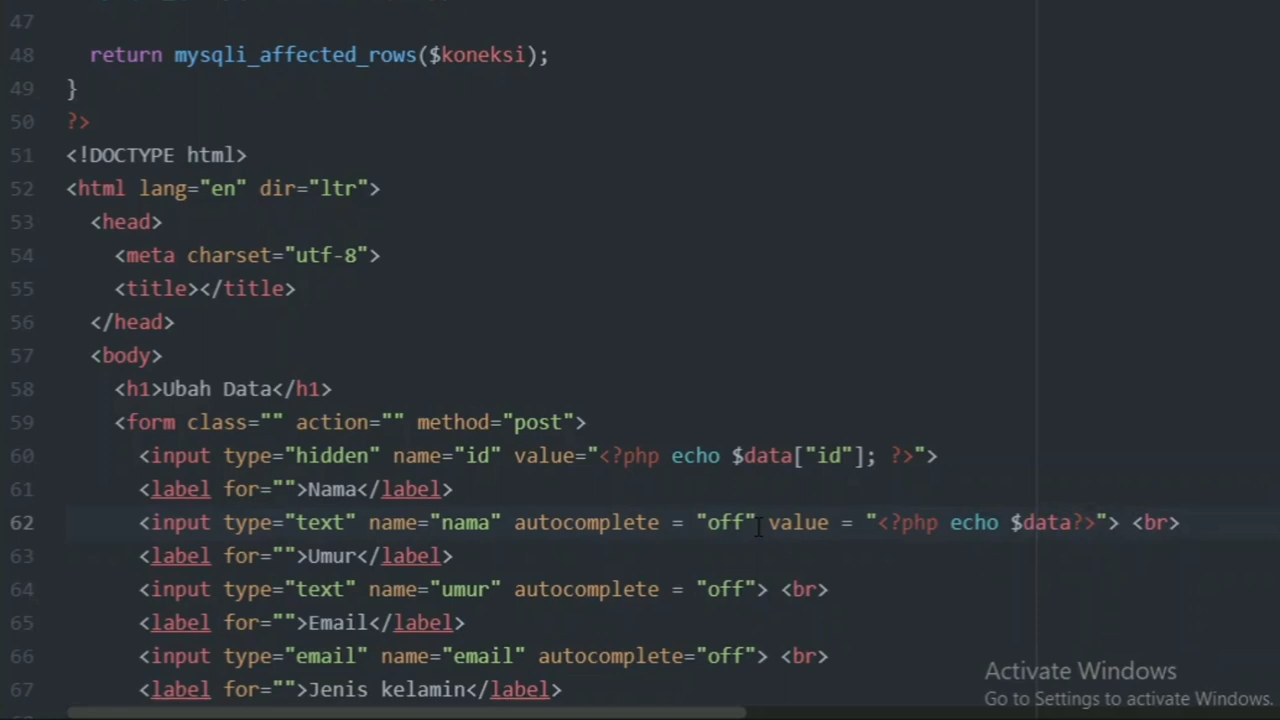 47
48 return mysqli_affected_rows($koneksi);
49 }
50 ?>
51 <!DOCTYPE html>
52 <html lang="en" dir="ltr">
53 <head>
54 <meta charset="utf-8">
55 <title></title>
56 </head>
57 <body>
58 <h1>Ubah Data</h1>
59 <form class="" action="" method="post">
60 <input type="hidden" name="id" value="<?php echo $data["id"]; ?>">
61 <label for="">Nama</label>
62 <input type="text" name="nama" autocomplete = "off" value = "<?php echo $data?>"> <br>
63 <label for="">Umur</label>
64 <input type="text" name="umur" autocomplete = "off"> <br>
65 <label for="">Email</label>
66 <input type="email" name="email" autocomplete="off"> <br>
67 <label for="">Jenis kelamin</label>
Activate Windows
Go to Settings to activate Windows.